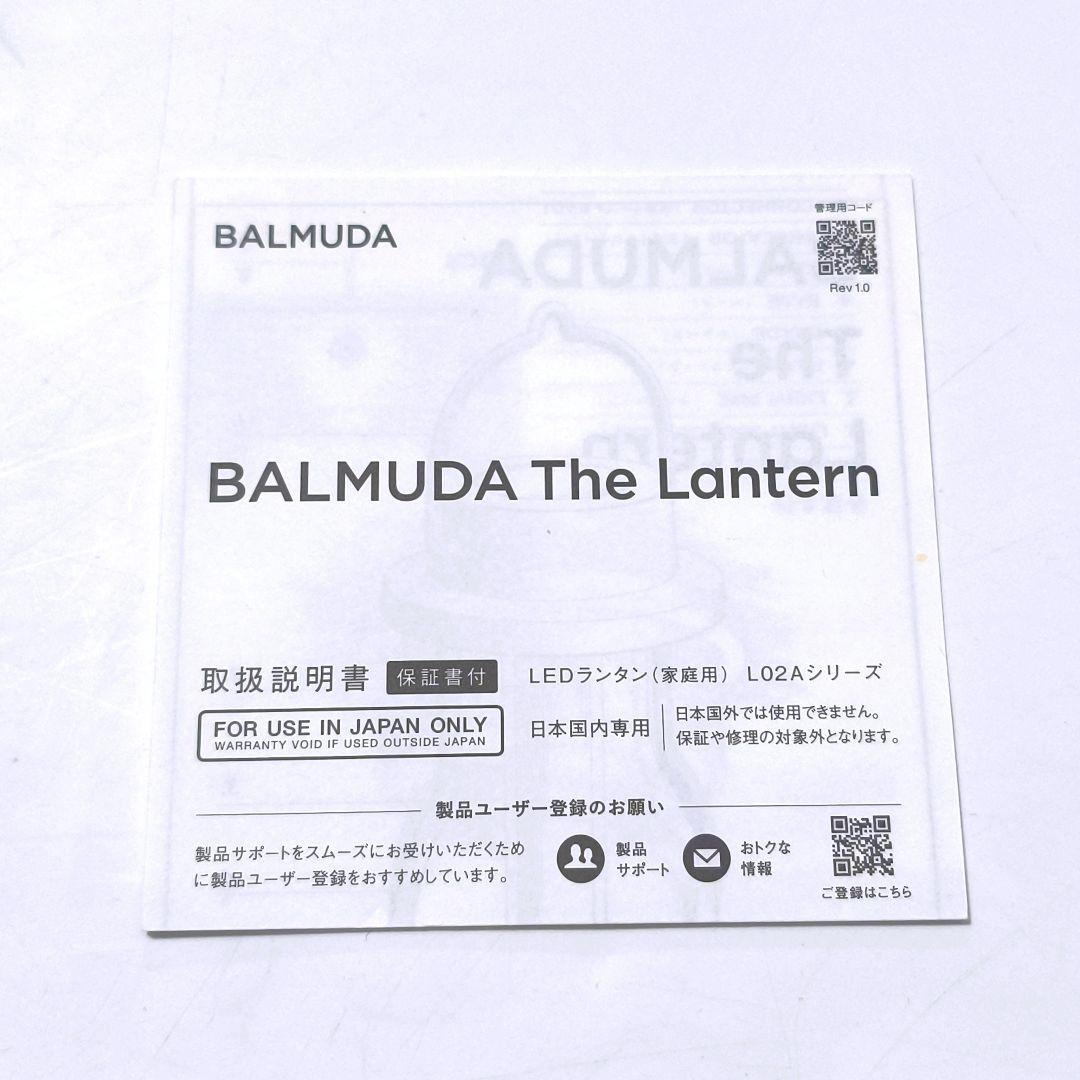 BALMUDA
管理用コード
Rev 1.0
BALMUDA The Lantern
取扱説明書 保証書付 LEDランタン（家庭用） L02Aシリーズ
FOR USE IN JAPAN ONLY
WARRANTY VOID IF USED OUTSIDE JAPAN
日本国内専用
日本国外では使用できません。
保証や修理の対象外となります。
製品ユーザー登録のお願い
製品サポートをスムーズにお受けいただくため
に製品ユーザー登録をおすすめしています。
製品
サポート
おトクな
情報
ご登録はこちら
BALMUDA
The
Lantern